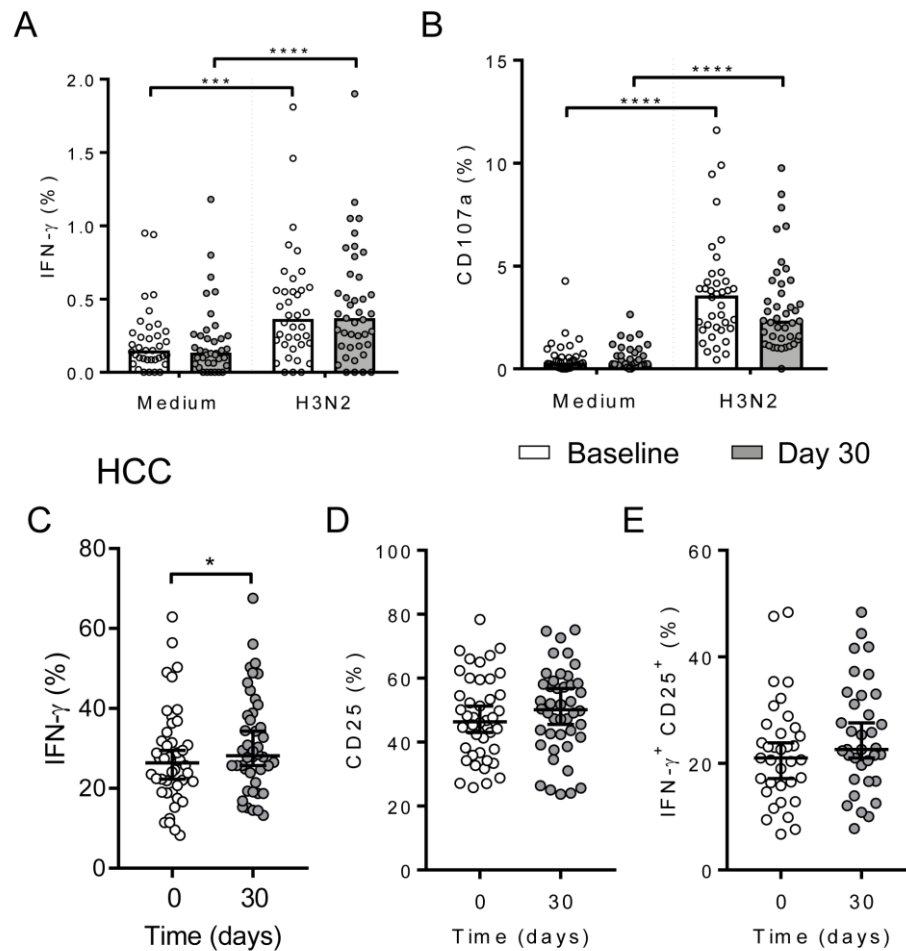 A
B
****
***
IFN-γ (%)
2.0
1.5
1.0
0.5
0.0
Medium
H3N2
****
****
CD107a (%)
15
10
5
0
Medium
H3N2
Baseline
Day 30
HCC
C
D
E
*
IFN-γ (%)
80
60
40
20
0
0
30
Time (days)
CD25 (%)
100
80
60
40
20
0
0
30
Time (days)
IFN-γ⁺ CD25⁺ (%)
60
40
20
0
0
30
Time (days)